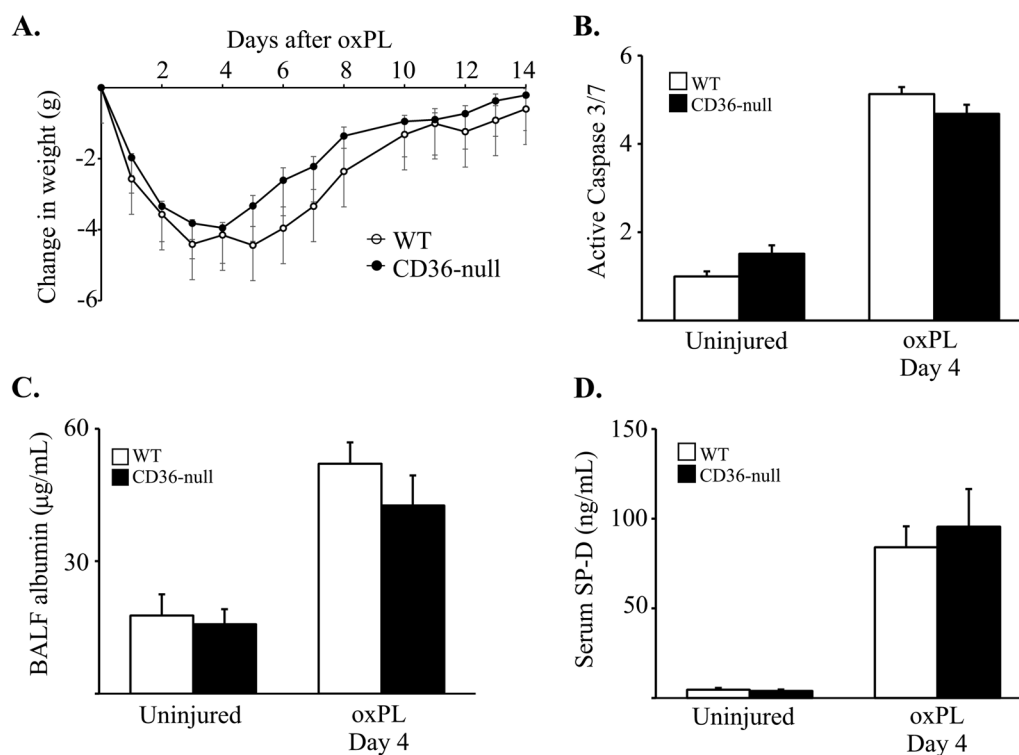 A.
Days after oxPL
2 4 6 8 10 12 14
Change in weight (g)
-2
-4
-6
WT
CD36-null
B.
Active Caspase 3/7
6
4
2
WT
CD36-null
Uninjured
oxPL
Day 4
C.
BALF albumin (µg/mL)
60
30
WT
CD36-null
Uninjured
oxPL
Day 4
D.
Serum SP-D (ng/mL)
150
100
50
WT
CD36-null
Uninjured
oxPL
Day 4